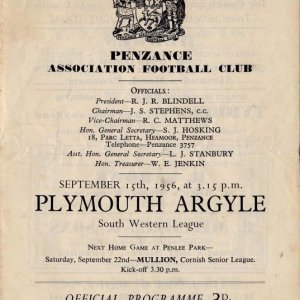 PENZANCE
ASSOCIATION FOOTBALL CLUB
OFFICIALS:
President—R. J. R. BLINDELL
Chairman—J. S. STEPHENS, C.C.
Vice-Chairman—R. C. MATTHEWS
Hon. General Secretary—S. J. HOSKING
18, PARC LETTA, HEAMOOR, PENZANCE
Telephone—Penzance 3757
Asst. Hon. General Secretary—L. J. STANBURY
Hon. Treasurer—W. E. JENKIN
SEPTEMBER 15th, 1956, at 3.15 p.m.
PLYMOUTH ARGYLE
South Western League
NEXT HOME GAME AT PENLEE PARK—
Saturday, September 22nd—MULLION, Cornish Senior League.
Kick-off 3.30 p.m.
OFFICIAL PROGRAMME